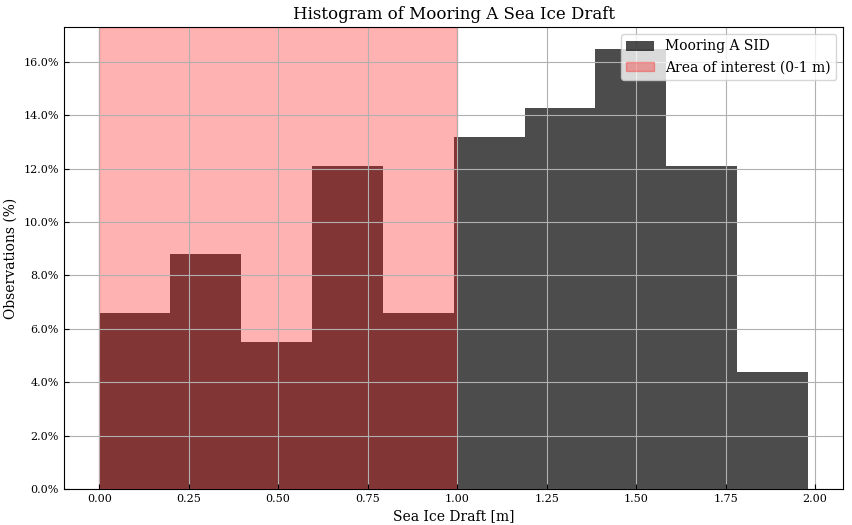 Histogram of Mooring A Sea Ice Draft
Mooring A SID
Area of interest (0-1 m)
Observations (%)
16.0%
14.0%
12.0%
10.0%
8.0%
6.0%
4.0%
2.0%
0.0%
0.00 0.25 0.50 0.75 1.00 1.25 1.50 1.75 2.00
Sea Ice Draft [m]